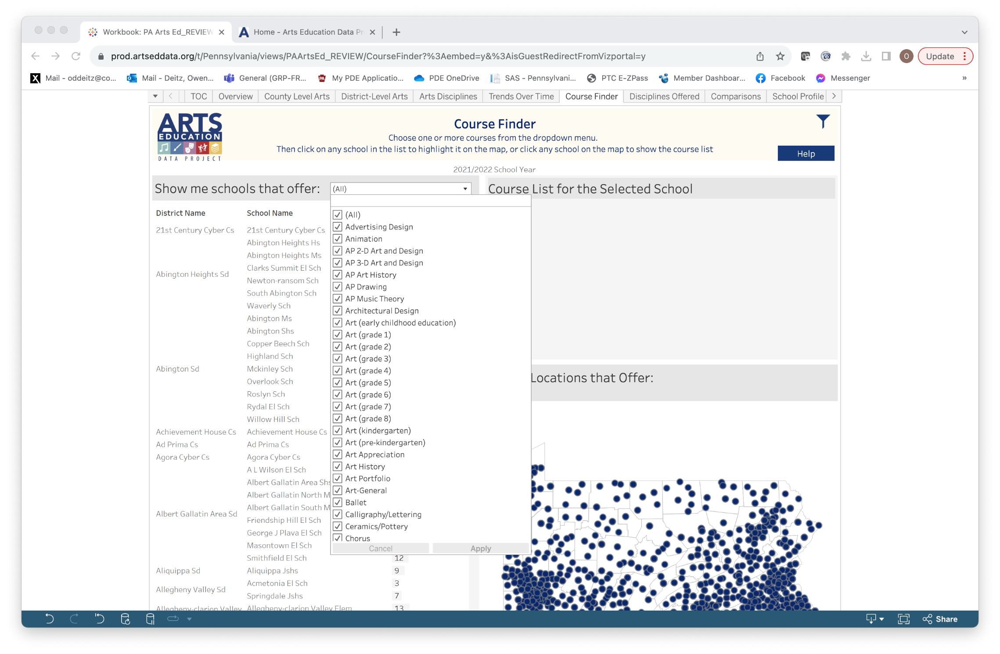 Workbook: PA Arts Ed_REVIEW
Home - Arts Education Data Pr
prod.artseddata.org/t/Pennsylvania/views/PAArtsEd_REVIEW/CourseFinder?%3Aembed=y&%3AisGuestRedirectFromVizportal=y
O
Update
Mail - oddeitz@co...
Mail - Deitz, Owen...
General (GRP-FR...
My PDE Applicatio...
PDE OneDrive
SAS - Pennsylvani...
PTC E-ZPass
Member Dashboar...
Facebook
Messenger
»
TOC
Overview
County Level Arts
District-Level Arts
Arts Disciplines
Trends Over Time
Course Finder
Disciplines Offered
Comparisons
School Profile
ARTS
EDUCATION
DATA PROJECT
Course Finder
Choose one or more courses from the dropdown menu.
Then click on any school in the list to highlight it on the map, or click any school on the map to show the course list
Help
2021/2022 School Year
Show me schools that offer:
(All)
Course List for the Selected School
District Name
School Name
21st Century Cyber Cs
21st Century Cyber Cs
Abington Heights Hs
Abington Heights Ms
Clarks Summit El Sch
Abington Heights Sd
Newton-ransom Sch
South Abington Sch
Waverly Sch
Abington Ms
Abington Shs
Copper Beech Sch
Highland Sch
Abington Sd
Mckinley Sch
Overlook Sch
Roslyn Sch
Rydal El Sch
Willow Hill Sch
Achievement House Cs
Achievement House Cs
Ad Prima Cs
Ad Prima Cs
Agora Cyber Cs
Agora Cyber Cs
A L Wilson El Sch
Albert Gallatin Area Shs
Albert Gallatin North M
Albert Gallatin South M
Albert Gallatin Area Sd
Friendship Hill El Sch
George J Plava El Sch
Masontown El Sch
Smithfield El Sch
12
Aliquippa Sd
Aliquippa Jshs
9
Acmetonia El Sch
3
Allegheny Valley Sd
Springdale Jshs
7
Allegheny-clarion Valley
Allegheny-clarion Valley Elem
13
(All)
Advertising Design
Animation
AP 2-D Art and Design
AP 3-D Art and Design
AP Art History
AP Drawing
AP Music Theory
Architectural Design
Art (early childhood education)
Art (grade 1)
Art (grade 2)
Art (grade 3)
Art (grade 4)
Art (grade 5)
Art (grade 6)
Art (grade 7)
Art (grade 8)
Art (kindergarten)
Art (pre-kindergarten)
Art Appreciation
Art History
Art Portfolio
Art-General
Ballet
Calligraphy/Lettering
Ceramics/Pottery
Chorus
Cancel
Apply
Locations that Offer:
Share